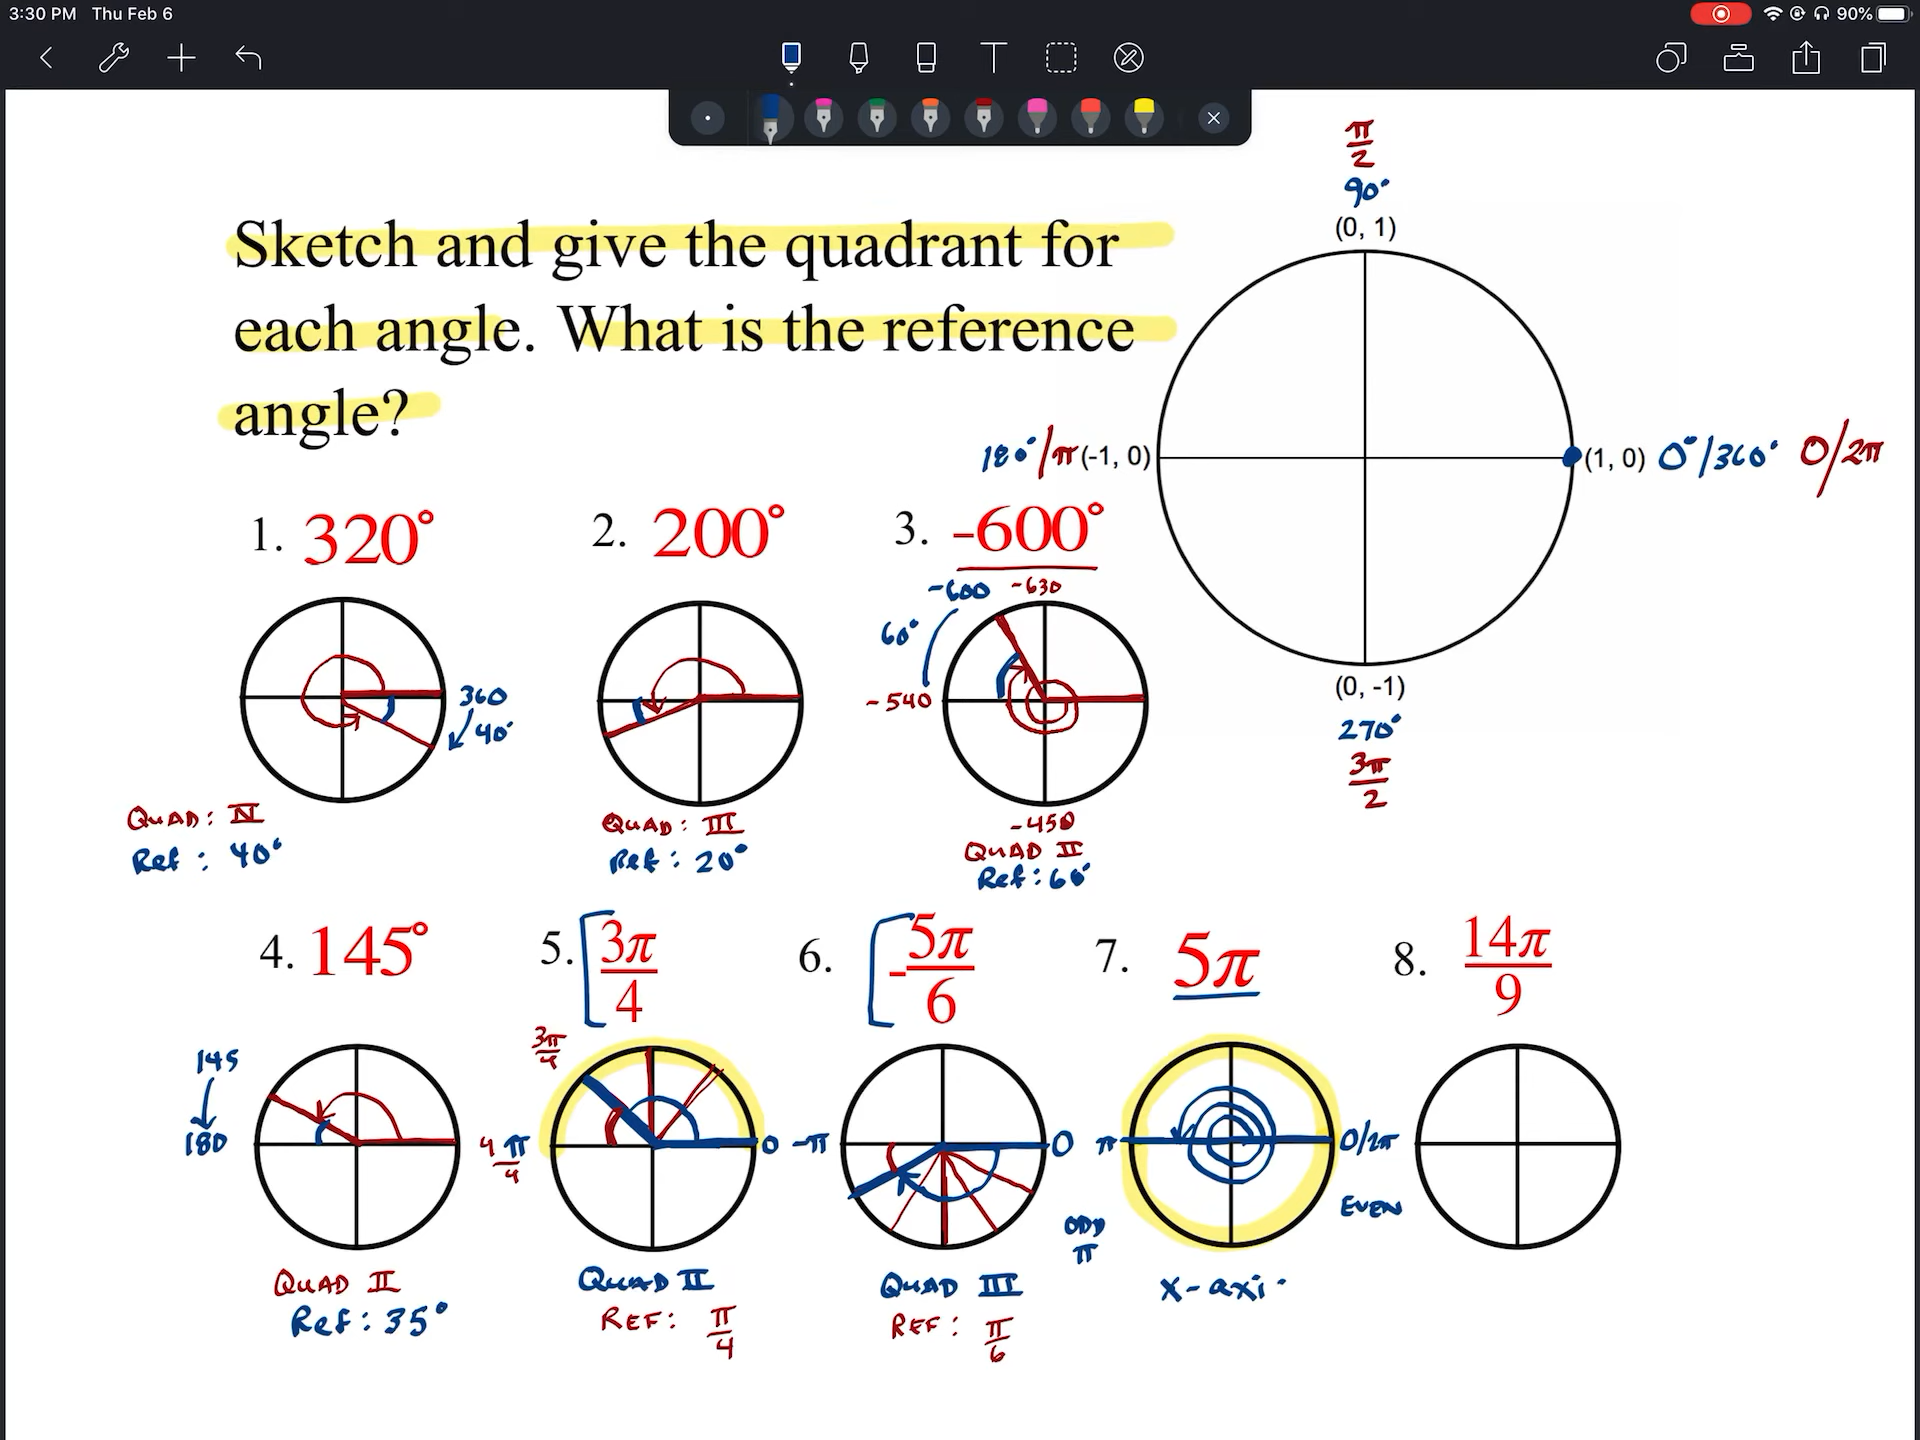 3:30 PM Thu Feb 6
90%
π/2
90°
(0, 1)
Sketch and give the quadrant for
each angle. What is the reference
angle?
180°/π (-1, 0)
(1, 0) 0°/360° 0/2π
(0, -1)
270°
3π/2
1. 320°
2. 200°
3. -600°
-600 -630
60°
-540
360
40°
-450
QUAD: IV
Ref: 40°
QUAD: III
Ref: 20°
QUAD II
Ref: 60°
4. 145°
5. 3π/4
6. -5π/6
7. 5π
8. 14π/9
145
180
3π/4
4π/4
0
-π
0
π
0/2π
ODD
π
EVEN
QUAD II
Ref: 35°
QUAD II
REF: π/4
QUAD III
REF: π/6
x-axi